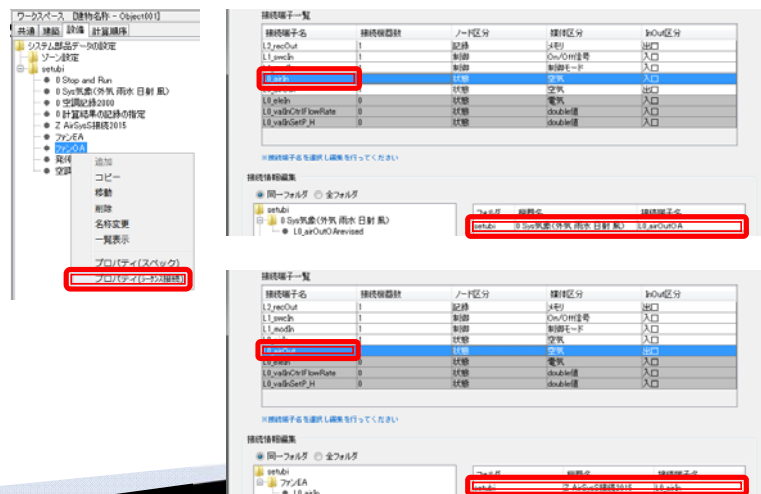 ワークスペース 【建物名称 - Object001】
共通 建築 設備 計算順序
システム部品データの設定
ゾーン設定
setubi
0 Stop and Run
0 Sys気象(外気 雨水 日射 風)
0 空調記録2000
0 計算結果の記録の指定
Z AirSysS接続2015
ファンEA
ファンOA
空調
追加
コピー
移動
削除
名称変更
一覧表示
プロパティ(スペック)
プロパティ(シーケンス接続)
接続端子一覧
接続端子名 接続機器数 ノード区分 媒体区分 InOut区分
L2_recOut 1 記録 メモリ 出口
L1_swcIn 1 制御 On/Off信号 入口
制御 制御モード 入口
L0_airIn 状態 空気 入口
状態 空気 出口
L0_eleIn 0 状態 電気 入口
L0_valInCtrlFlowRate 0 状態 double値 入口
L0_valInSetP_H 0 状態 double値 入口
※接続端子名を選択し編集を行ってください
接続情報編集
同一フォルダ 全フォルダ
setubi
0 Sys気象(外気 雨水 日射 風)
L0_airOutOArevised
フォルダ 機器名 接続端子名
setubi 0 Sys気象(外気 雨水 日射 風) L0_airOutOA
接続端子一覧
接続端子名 接続機器数 ノード区分 媒体区分 InOut区分
L2_recOut 1 記録 メモリ 出口
L1_swcIn 1 制御 On/Off信号 入口
L1_modIn 1 制御 制御モード 入口
状態 空気 入口
L0_airOut 状態 空気 出口
L0_eleIn 0 状態 電気 入口
L0_valInCtrlFlowRate 0 状態 double値 入口
L0_valInSetP_H 0 状態 double値 入口
※接続端子名を選択し編集を行ってください
接続情報編集
同一フォルダ 全フォルダ
setubi
ファンEA
L0_airIn
フォルダ 機器名 接続端子名
setubi Z AirSysS接続2015 L0_airIn